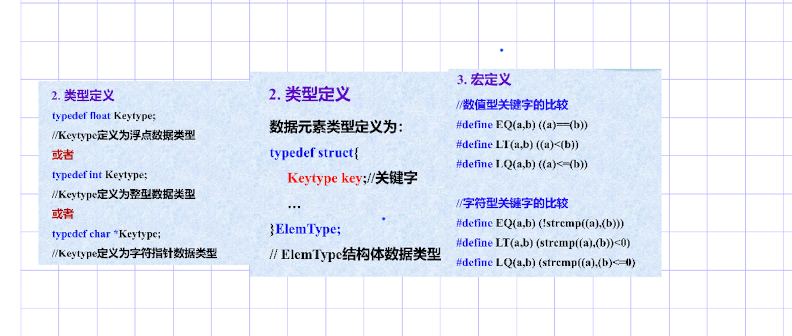 2. 类型定义
typedef float Keytype;
//Keytype定义为浮点数据类型
或者
typedef int Keytype;
//Keytype定义为整型数据类型
或者
typedef char *Keytype;
//Keytype定义为字符指针数据类型
2. 类型定义
数据元素类型定义为:
typedef struct{
Keytype key;//关键字
…
}ElemType;
// ElemType结构体数据类型
3. 宏定义
//数值型关键字的比较
#define EQ(a,b) ((a)==(b))
#define LT(a,b) ((a)<(b))
#define LQ(a,b) ((a)<=(b))
//字符型关键字的比较
#define EQ(a,b) (!strcmp((a),(b)))
#define LT(a,b) (strcmp((a),(b))<0)
#define LQ(a,b) (strcmp((a),(b)<=0)